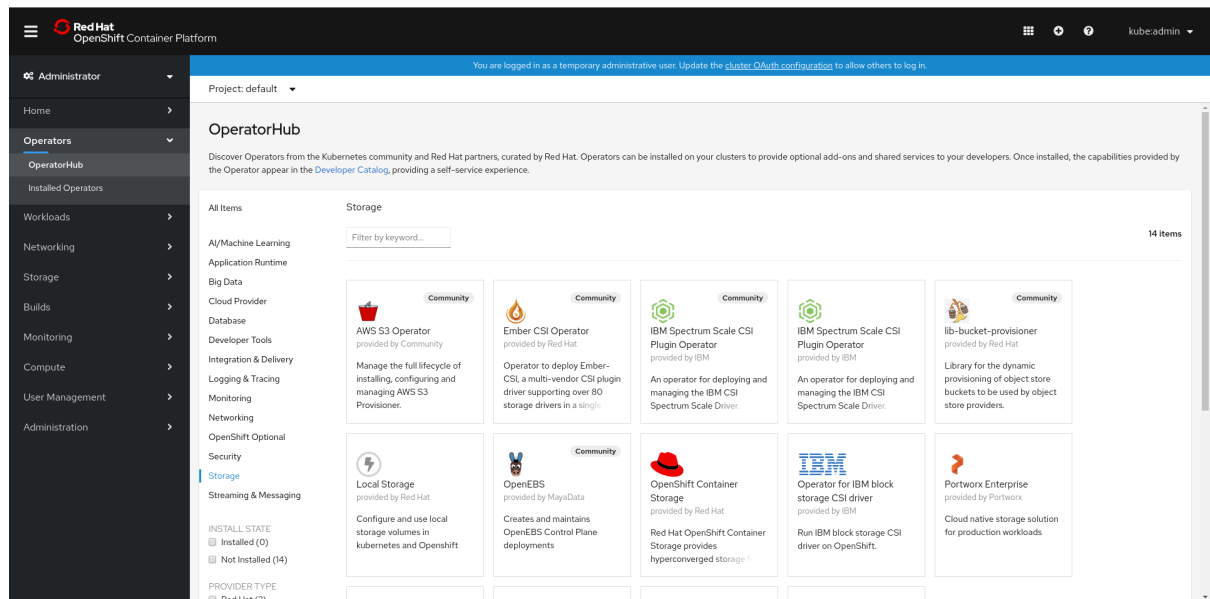 Red Hat
OpenShift Container Platform
kube:admin
Administrator
You are logged in as a temporary administrative user. Update the cluster OAuth configuration to allow others to log in.
Project: default
Home
Operators
OperatorHub
Installed Operators
Workloads
Networking
Storage
Builds
Monitoring
Compute
User Management
Administration
OperatorHub
Discover Operators from the Kubernetes community and Red Hat partners, curated by Red Hat. Operators can be installed on your clusters to provide optional add-ons and shared services to your developers. Once installed, the capabilities provided by
the Operator appear in the Developer Catalog, providing a self-service experience.
All Items
AI/Machine Learning
Application Runtime
Big Data
Cloud Provider
Database
Developer Tools
Integration & Delivery
Logging & Tracing
Monitoring
Networking
OpenShift Optional
Security
Storage
Streaming & Messaging
INSTALL STATE
Installed (0)
Not Installed (14)
PROVIDER TYPE
Storage
Filter by keyword...
14 items
Community
AWS S3 Operator
provided by Community
Manage the full lifecycle of
installing, configuring and
managing AWS S3
Provisioner.
Community
Ember CSI Operator
provided by Red Hat
Operator to deploy Ember-
CSI, a multi-vendor CSI plugin
driver supporting over 80
storage drivers in a single
Community
IBM Spectrum Scale CSI
Plugin Operator
provided by IBM
An operator for deploying and
managing the IBM CSI
Spectrum Scale Driver.
IBM Spectrum Scale CSI
Plugin Operator
provided by IBM
An operator for deploying and
managing the IBM CSI
Spectrum Scale Driver.
Community
lib-bucket-provisioner
provided by Red Hat
Library for the dynamic
provisioning of object store
buckets to be used by object
store providers.
Local Storage
provided by Red Hat
Configure and use local
storage volumes in
kubernetes and Openshift
Community
OpenEBS
provided by MayaData
Creates and maintains
OpenEBS Control Plane
deployments
OpenShift Container
Storage
provided by Red Hat
Red Hat OpenShift Container
Storage provides
hyperconverged storage
IBM
Operator for IBM block
storage CSI driver
provided by IBM
Run IBM block storage CSI
driver on OpenShift.
Portworx Enterprise
provided by Portworx
Cloud native storage solution
for production workloads